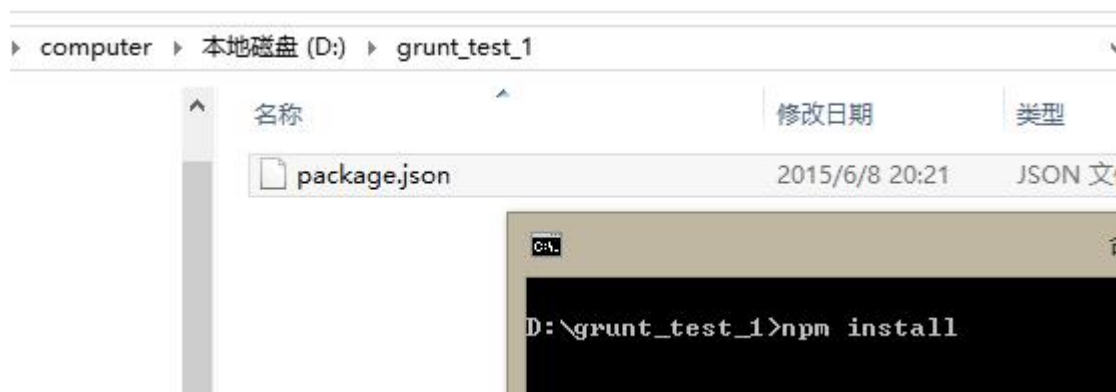 computer 本地磁盘 (D:) grunt_test_1
名称 修改日期 类型
package.json 2015/6/8 20:21 JSON 文
D:\grunt_test_1>npm install